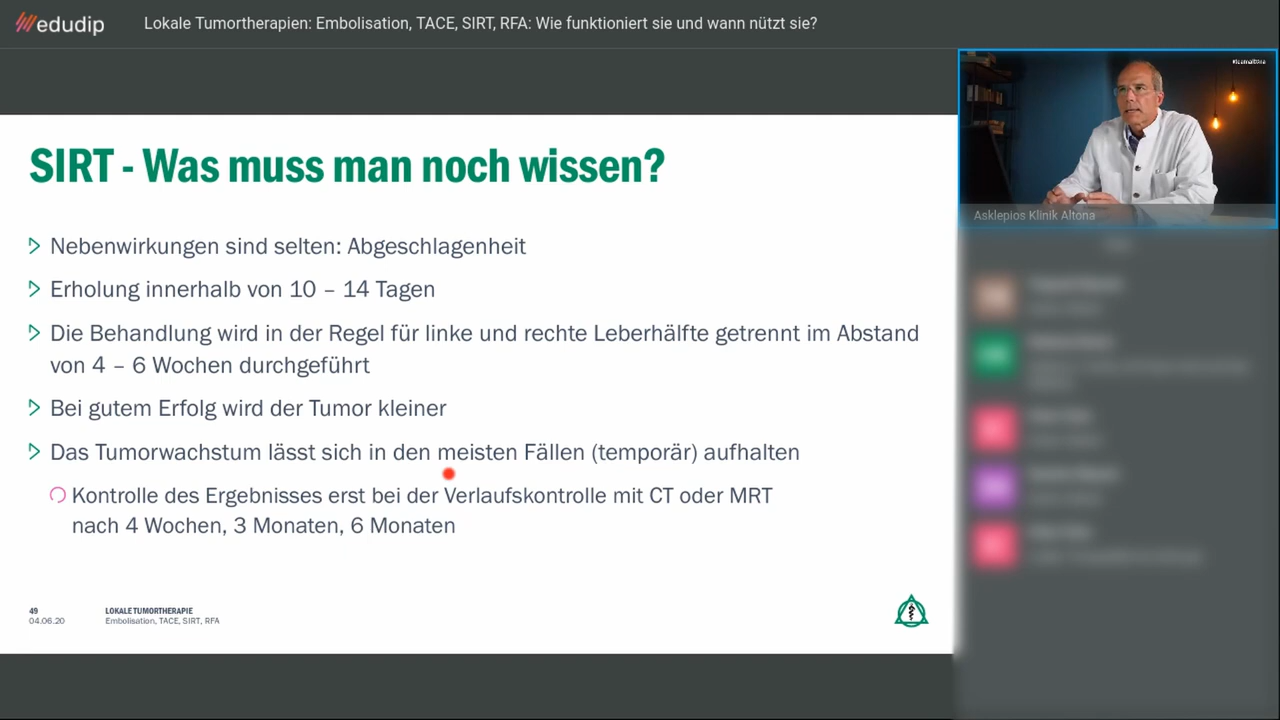 edudip
Lokale Tumortherapien: Embolisation, TACE, SIRT, RFA: Wie funktioniert sie und wann nützt sie?
Asklepios Klinik Altona
SIRT - Was muss man noch wissen?
Nebenwirkungen sind selten: Abgeschlagenheit
Erholung innerhalb von 10 – 14 Tagen
Die Behandlung wird in der Regel für linke und rechte Leberhälfte getrennt im Abstand
von 4 – 6 Wochen durchgeführt
Bei gutem Erfolg wird der Tumor kleiner
Das Tumorwachstum lässt sich in den meisten Fällen (temporär) aufhalten
Kontrolle des Ergebnisses erst bei der Verlaufskontrolle mit CT oder MRT
nach 4 Wochen, 3 Monaten, 6 Monaten
49
04.06.20
LOKALE TUMORTHERAPIE
Embolisation, TACE, SIRT, RFA